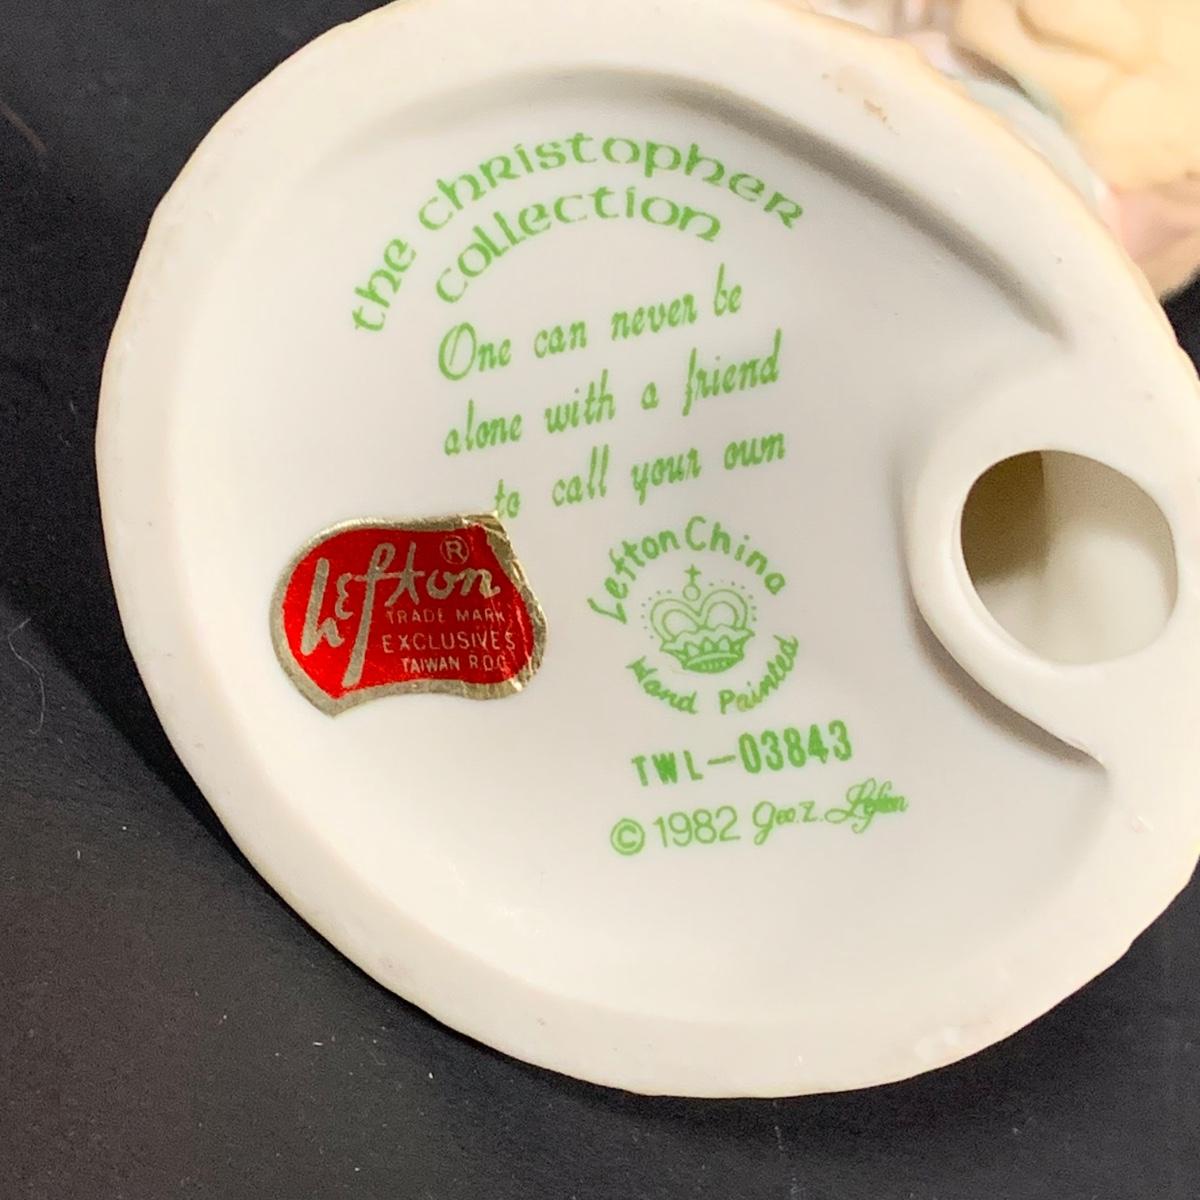 the christopher
collection
One can never be
alone with a friend
to call your own
Lefton ®
TRADE MARK
EXCLUSIVES
TAIWAN R.O.C
Lefton China
Hand Painted
TWL-03843
© 1982 Geo. Z. Lefton